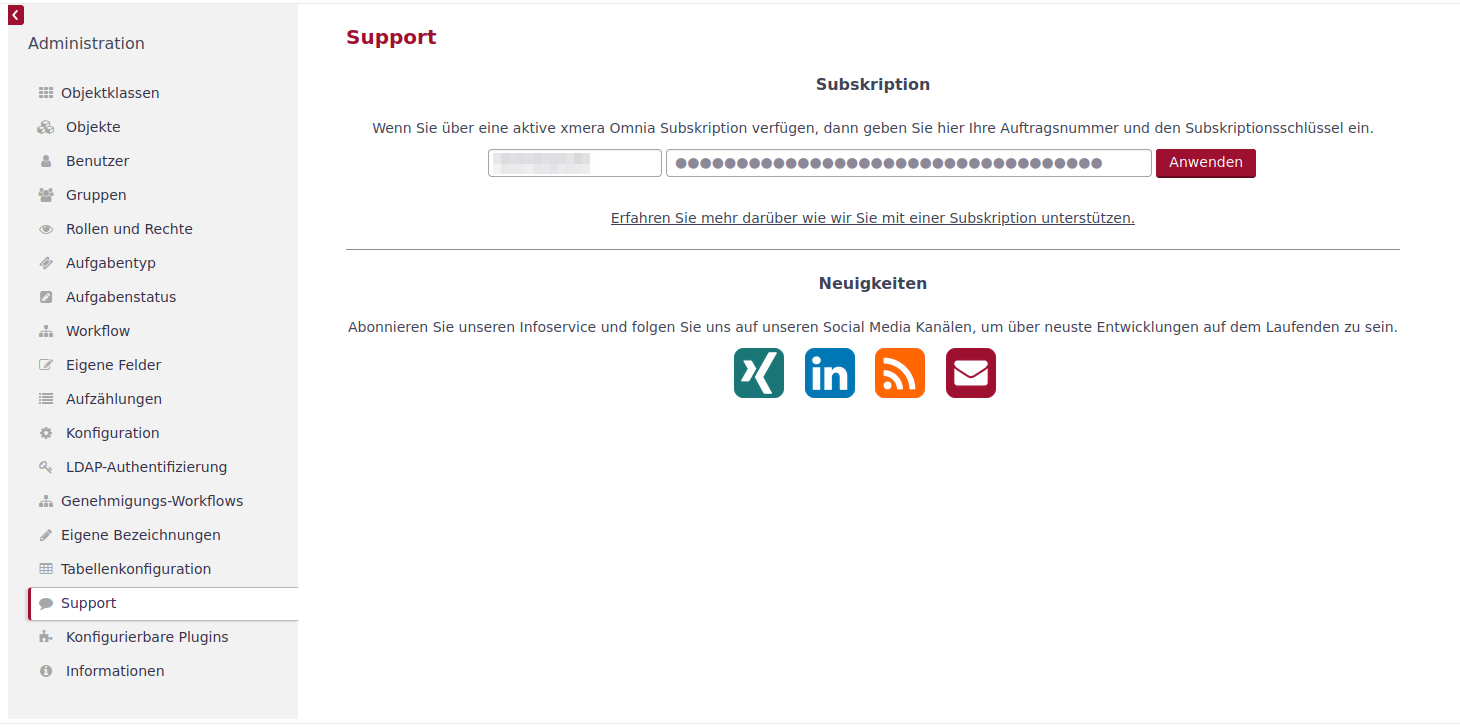 Administration
Objektklassen
Objekte
Benutzer
Gruppen
Rollen und Rechte
Aufgabentyp
Aufgabenstatus
Workflow
Eigene Felder
Aufzählungen
Konfiguration
LDAP-Authentifizierung
Genehmigungs-Workflows
Eigene Bezeichnungen
Tabellenkonfiguration
Support
Konfigurierbare Plugins
Informationen
Support
Subskription
Wenn Sie über eine aktive xmera Omnia Subskription verfügen, dann geben Sie hier Ihre Auftragsnummer und den Subskriptionsschlüssel ein.
Anwenden
Erfahren Sie mehr darüber wie wir Sie mit einer Subskription unterstützen.
Neuigkeiten
Abonnieren Sie unseren Infoservice und folgen Sie uns auf unseren Social Media Kanälen, um über neuste Entwicklungen auf dem Laufenden zu sein.
in